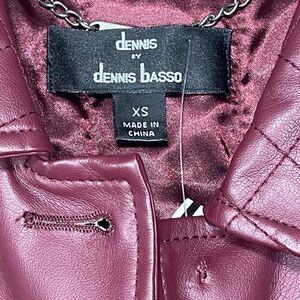 dennis
BY
dennis basso
XS
MADE IN
CHINA